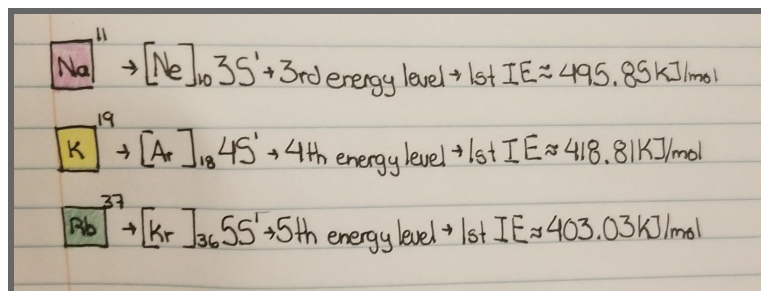 Na 11 → [Ne]10 3S¹ → 3rd energy level → 1st IE ≈ 495.85 KJ/mol
K 19 → [Ar]18 4S¹ → 4th energy level → 1st IE ≈ 418.81 KJ/mol
Rb 37 → [Kr]36 5S¹ → 5th energy level → 1st IE ≈ 403.03 KJ/mol